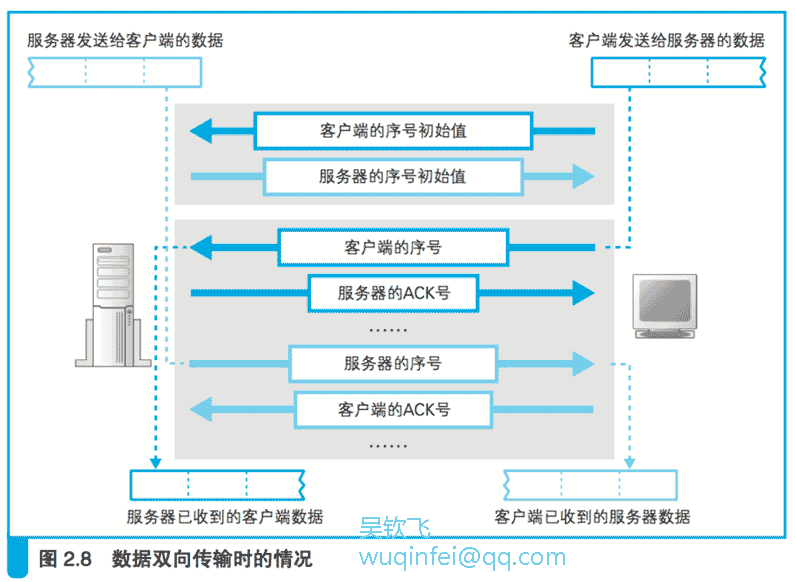 服务器发送给客户端的数据
客户端发送给服务器的数据
客户端的序号初始值
服务器的序号初始值
客户端的序号
服务器的ACK号
……
服务器的序号
客户端的ACK号
……
服务器已收到的客户端数据
客户端已收到的服务器数据
吴钦飞
图 2.8 数据双向传输时的情况
wuqinfei@qq.com